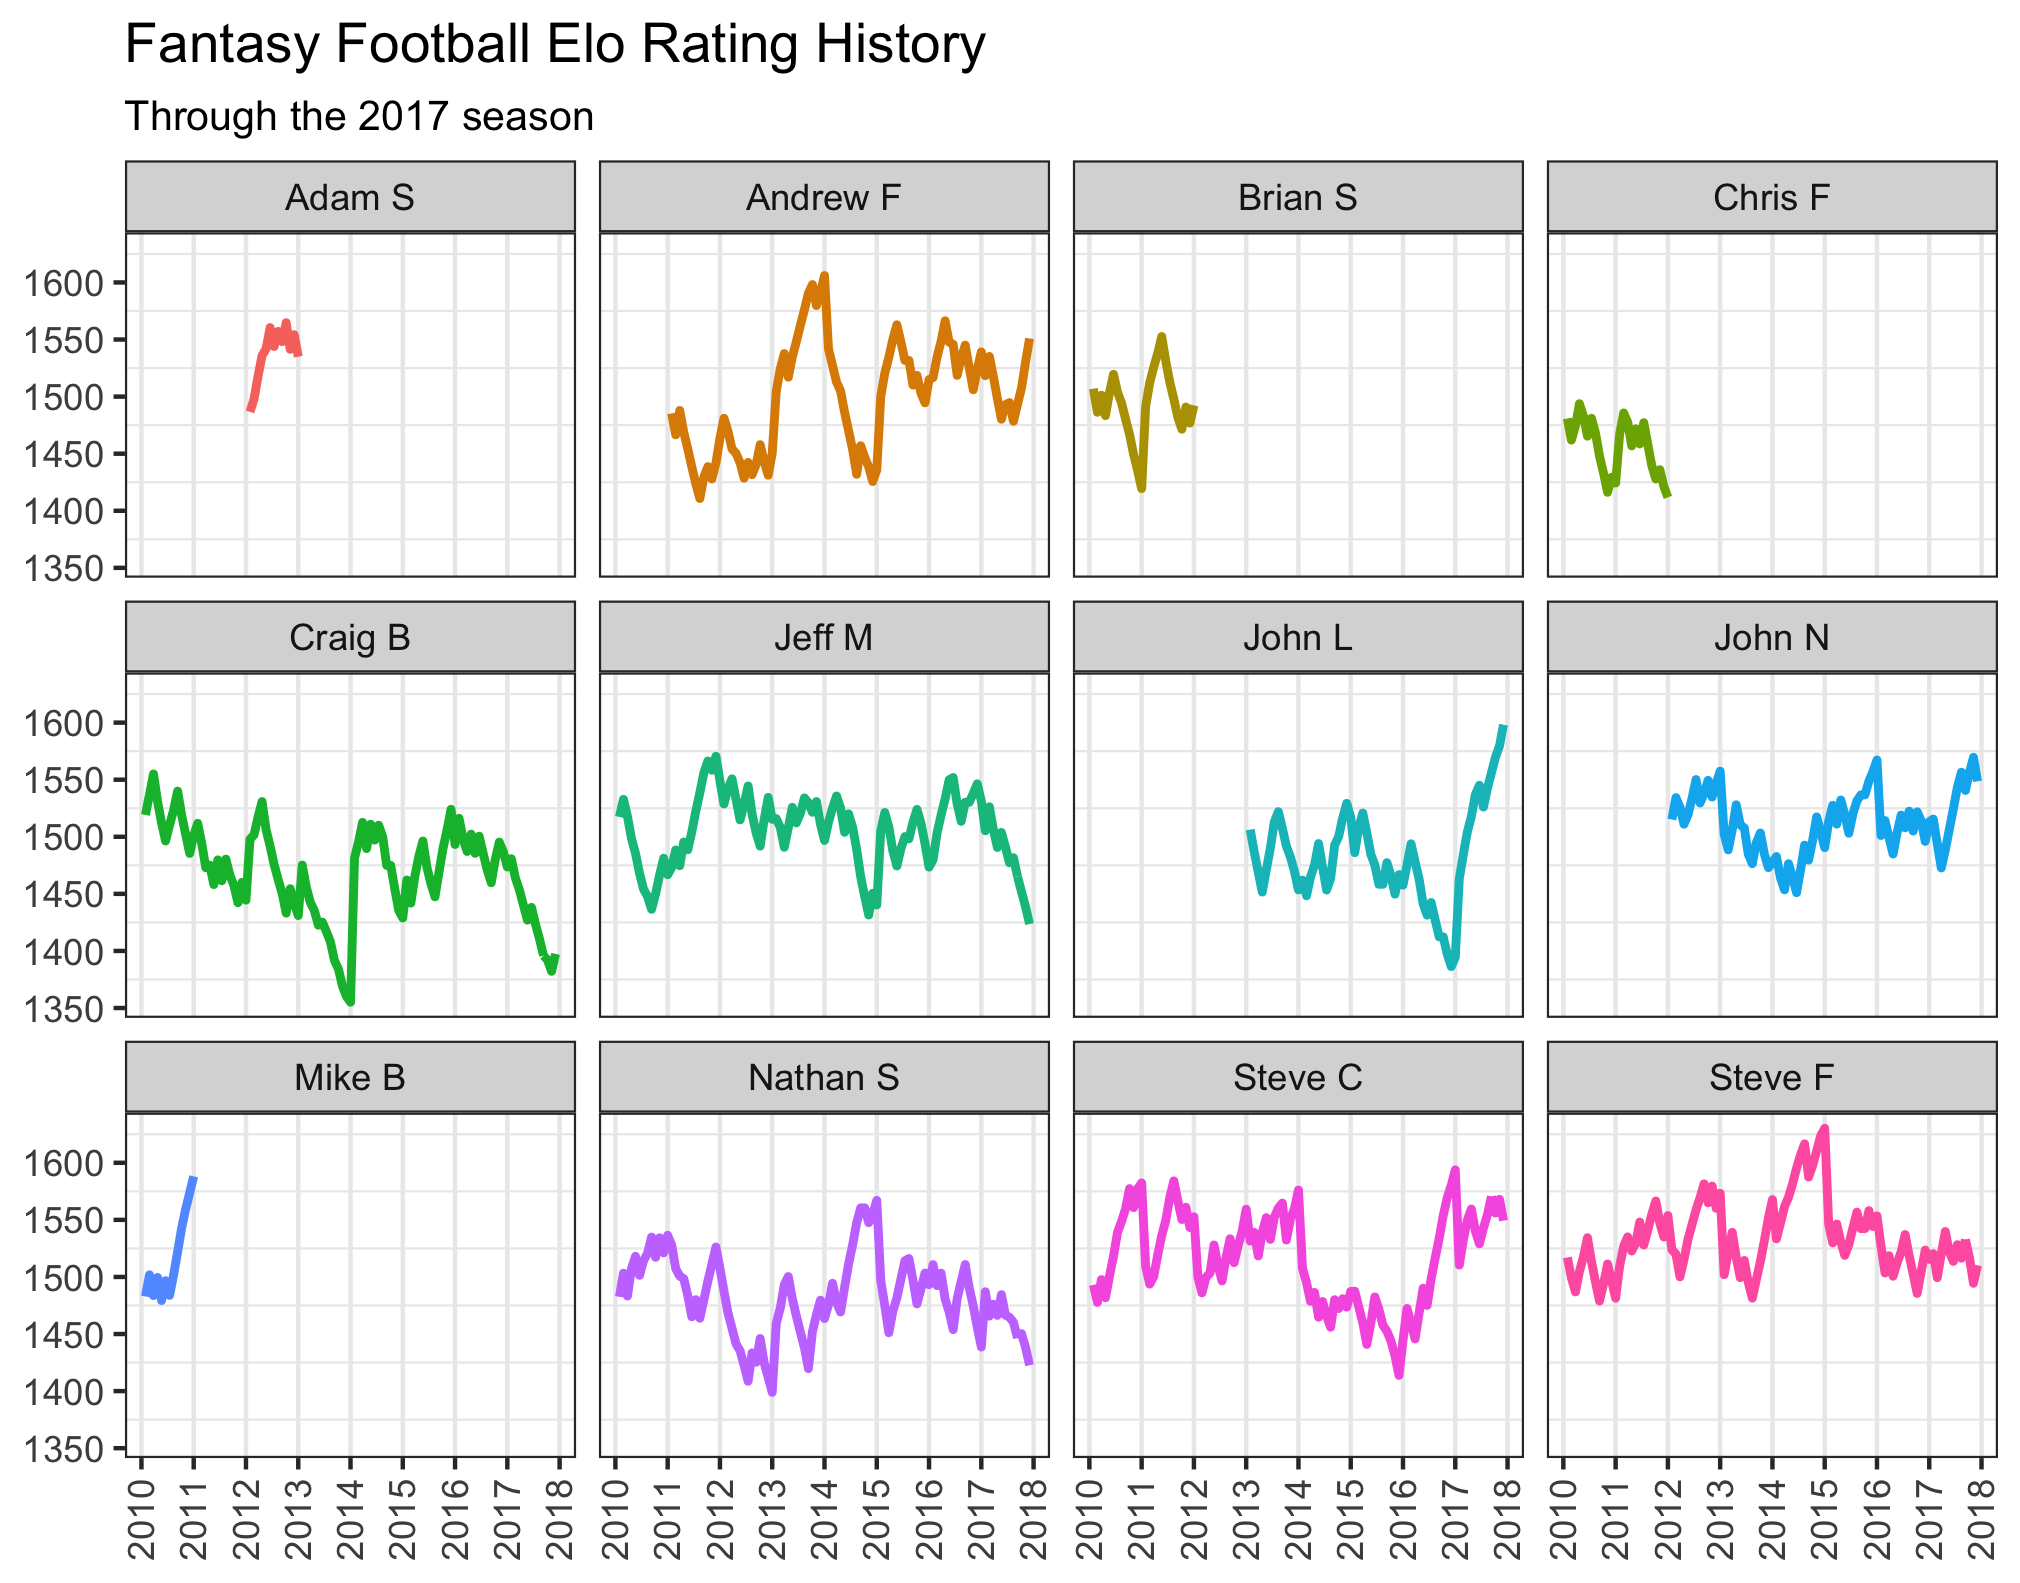 Fantasy Football Elo Rating History
Through the 2017 season
Adam S
Andrew F
Brian S
Chris F
1600
1550
1500
1450
1400
1350
Craig B
Jeff M
John L
John N
1600
1550
1500
1450
1400
1350
Mike B
Nathan S
Steve C
Steve F
1600
1550
1500
1450
1400
1350
2010 2011 2012 2013 2014 2015 2016 2017 2018
2010 2011 2012 2013 2014 2015 2016 2017 2018
2010 2011 2012 2013 2014 2015 2016 2017 2018
2010 2011 2012 2013 2014 2015 2016 2017 2018